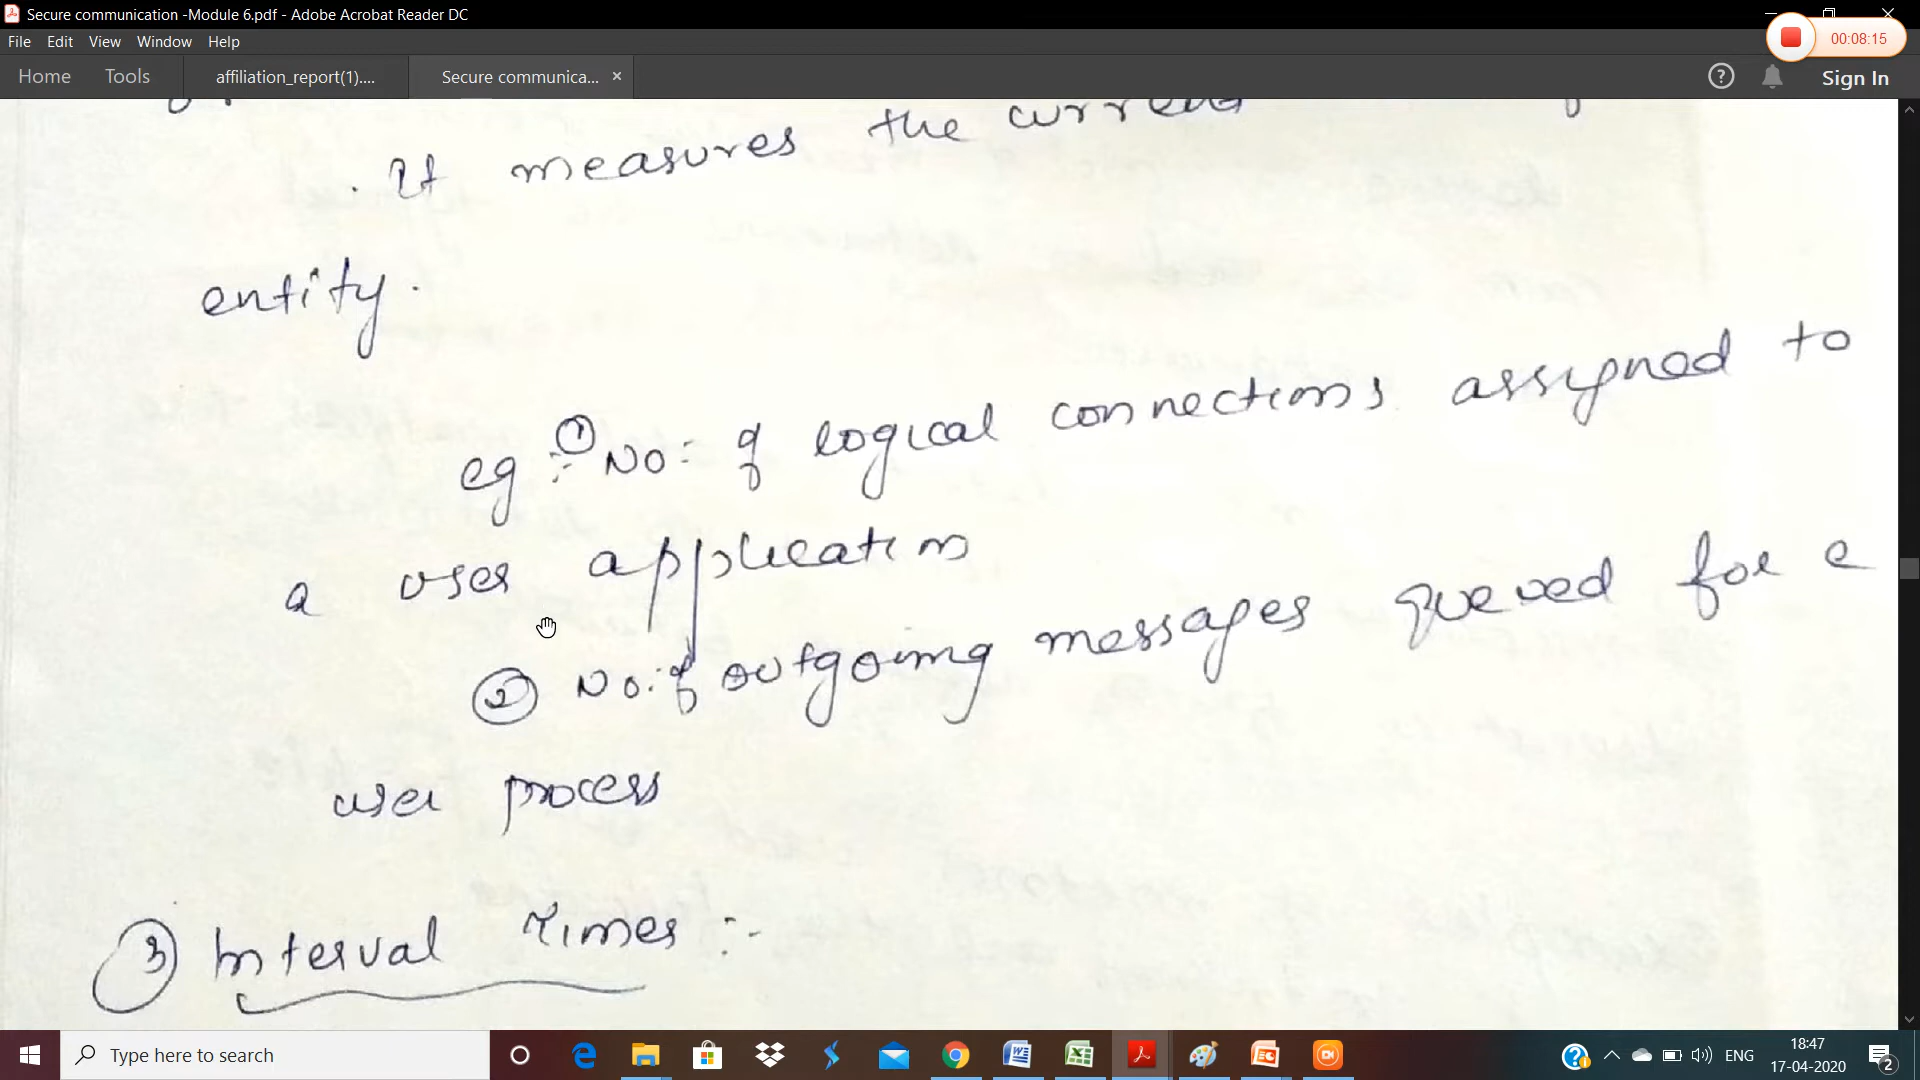 Secure communication -Module 6.pdf - Adobe Acrobat Reader DC
File Edit View Window Help
00:08:15
Home Tools affiliation_report(1).... Secure communica... × Sign In
. It measures the current
entity.
eg :- ① No: of logical connections assigned to
a user application
② No: of outgoing messages queued for a
user process
③ Interval Times :-
Type here to search
ENG
18:47
17-04-2020
2